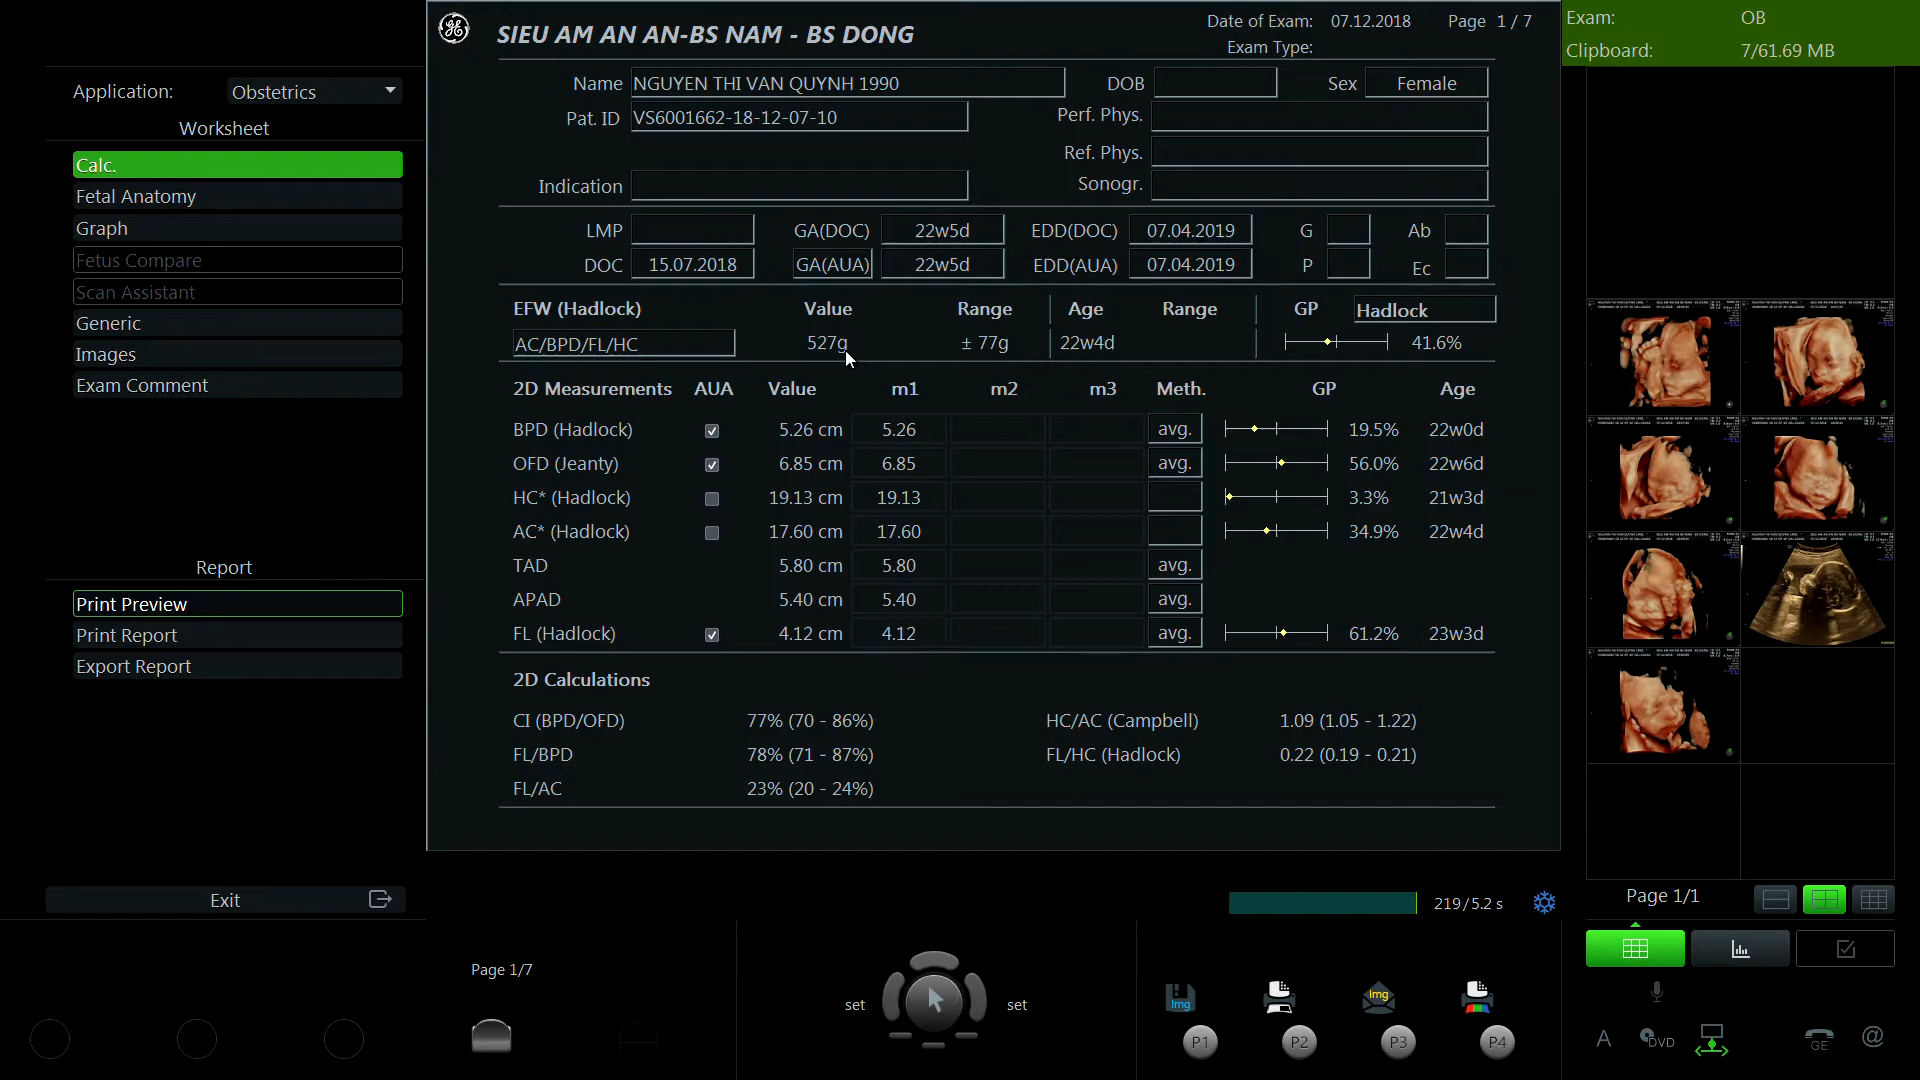 SIEU AM AN AN-BS NAM - BS DONG
Date of Exam: 07.12.2018 Page 1 / 7
Exam Type:
Exam: OB
Clipboard: 7/61.69 MB
Application: Obstetrics
Worksheet
Calc.
Fetal Anatomy
Graph
Fetus Compare
Scan Assistant
Generic
Images
Exam Comment
Report
Print Preview
Print Report
Export Report
Exit
Name NGUYEN THI VAN QUYNH 1990 DOB Sex Female
Pat. ID VS6001662-18-12-07-10 Perf. Phys.
Ref. Phys.
Indication Sonogr.
LMP GA(DOC) 22w5d EDD(DOC) 07.04.2019 G Ab
DOC 15.07.2018 GA(AUA) 22w5d EDD(AUA) 07.04.2019 P Ec
EFW (Hadlock) Value Range Age Range GP Hadlock
AC/BPD/FL/HC 527g ± 77g 22w4d 41.6%
2D Measurements AUA Value m1 m2 m3 Meth. GP Age
BPD (Hadlock) 5.26 cm 5.26 avg. 19.5% 22w0d
OFD (Jeanty) 6.85 cm 6.85 avg. 56.0% 22w6d
HC* (Hadlock) 19.13 cm 19.13 3.3% 21w3d
AC* (Hadlock) 17.60 cm 17.60 34.9% 22w4d
TAD 5.80 cm 5.80 avg.
APAD 5.40 cm 5.40 avg.
FL (Hadlock) 4.12 cm 4.12 avg. 61.2% 23w3d
2D Calculations
CI (BPD/OFD) 77% (70 - 86%) HC/AC (Campbell) 1.09 (1.05 - 1.22)
FL/BPD 78% (71 - 87%) FL/HC (Hadlock) 0.22 (0.19 - 0.21)
FL/AC 23% (20 - 24%)
219/5.2 s
Page 1/1
Page 1/7
set set
Img Img
P1 P2 P3 P4
A DVD GE @